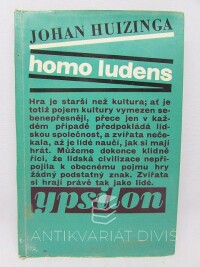 JOHAN HUIZINGA
homo ludens
Hra je starší než kultura; ať je
totiž pojem kultury vymezen se-
benepřesněji, přece jen v kaž-
dém případě předpokládá lid-
skou společnost, a zvířata neče-
kala, až je lidé naučí, jak si mají
hrát. Můžeme dokonce klidně
říci, že lidská civilizace nepři-
pojila k obecnému pojmu hry
žádný podstatný znak. Zvířata
si hrají právě tak jako lidé.
ypsilon
ANTIKVARIÁT DIVIŠ